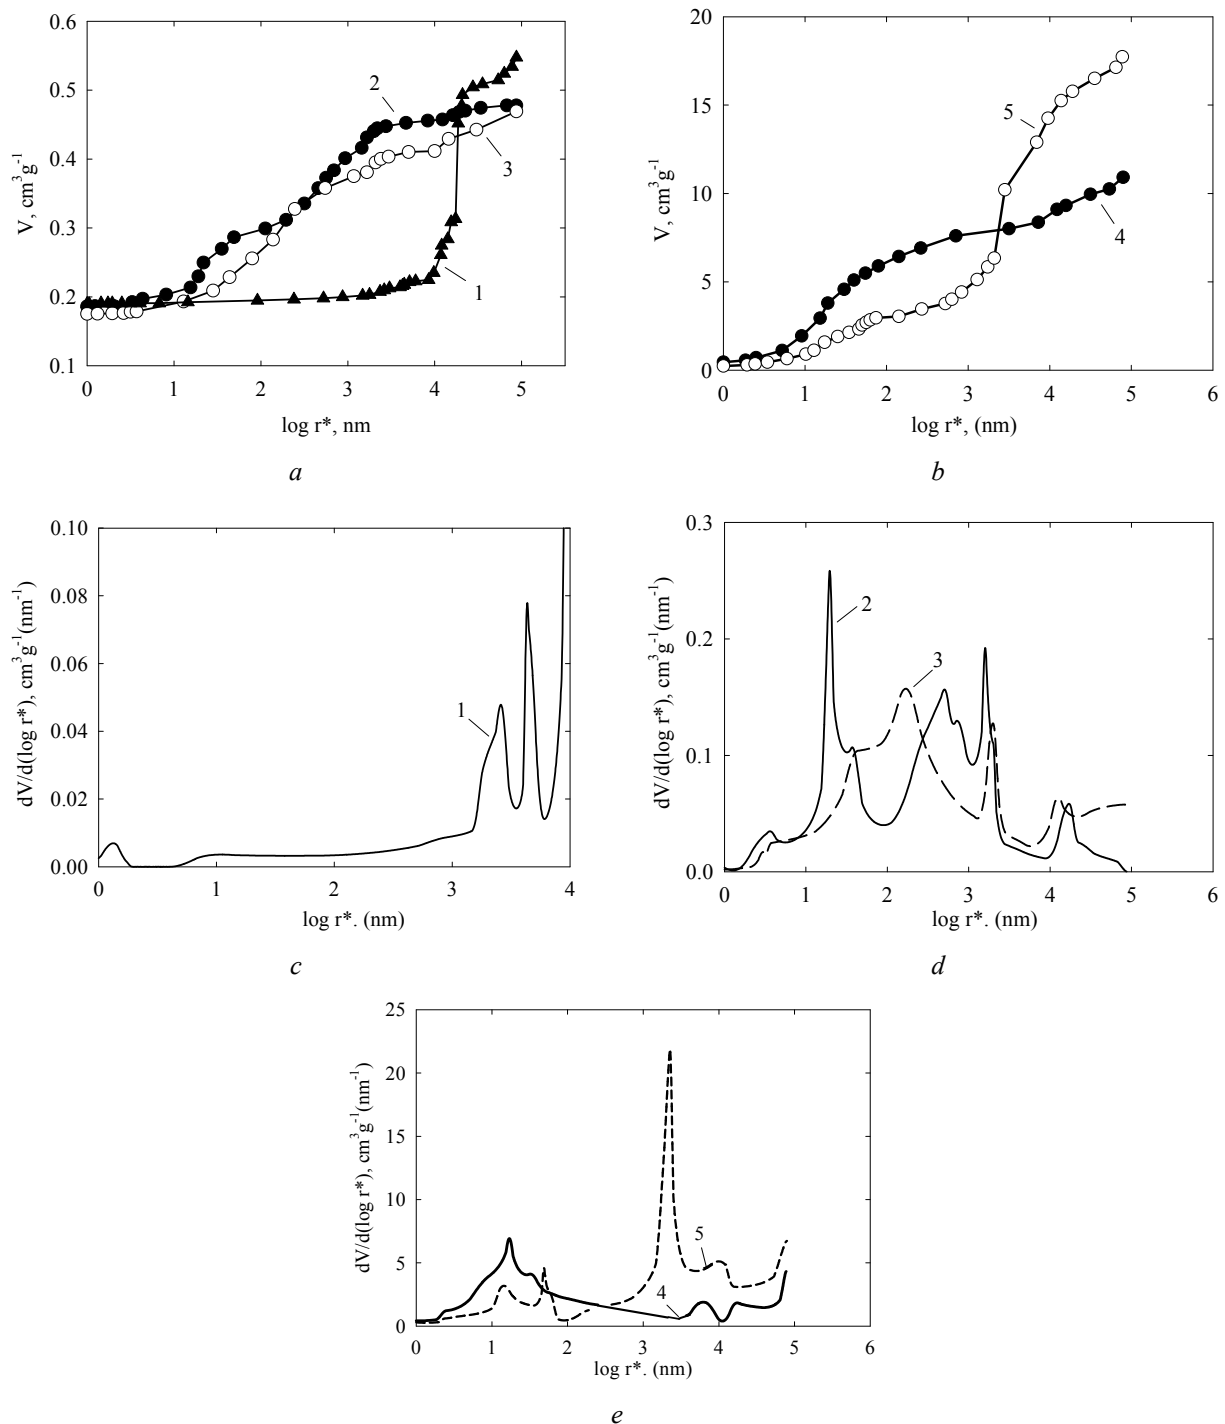 0.6
0.5
0.4
0.3
0.2
0.1
V, cm³g⁻¹
2
3
1
0 1 2 3 4 5
log r*, nm
a
20
15
10
5
0
V, cm³g⁻¹
5
4
0 1 2 3 4 5 6
log r*, (nm)
b
0.10
0.08
0.06
0.04
0.02
0.00
dV/d(log r*), cm³g⁻¹(nm⁻¹)
1
0 1 2 3 4
log r*. (nm)
c
0.3
0.2
0.1
0.0
dV/d(log r*), cm³g⁻¹(nm⁻¹)
2
3
0 1 2 3 4 5 6
log r*. (nm)
d
25
20
15
10
5
0
dV/d(log r*), cm³g⁻¹(nm⁻¹)
5
4
0 1 2 3 4 5 6
log r*. (nm)
e